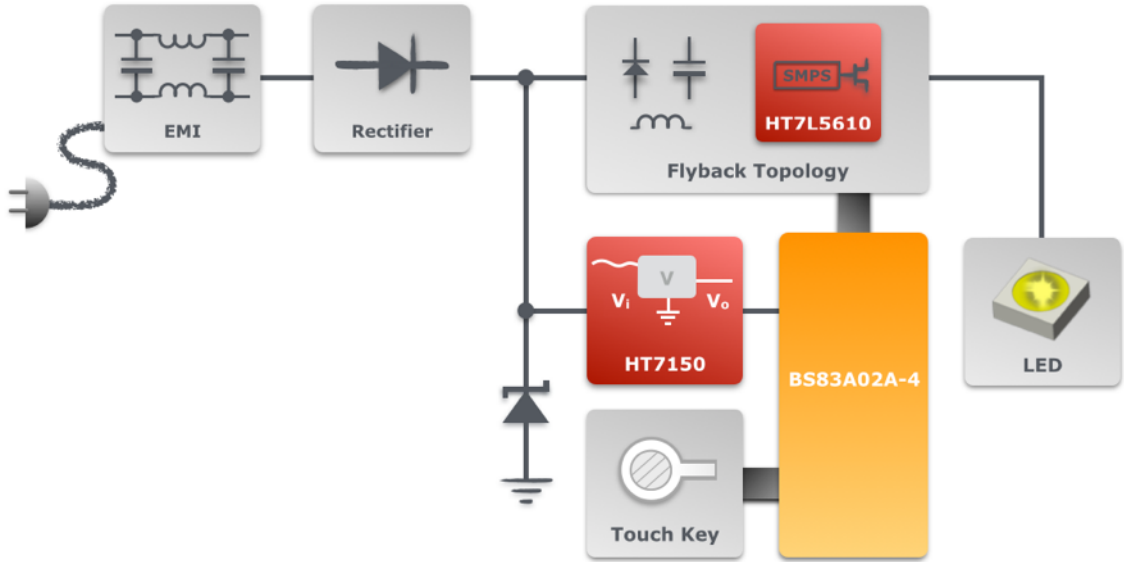 EMI
Rectifier
SMPS
HT7L5610
Flyback Topology
V
Vᵢ
Vₒ
HT7150
BS83A02A-4
LED
Touch Key